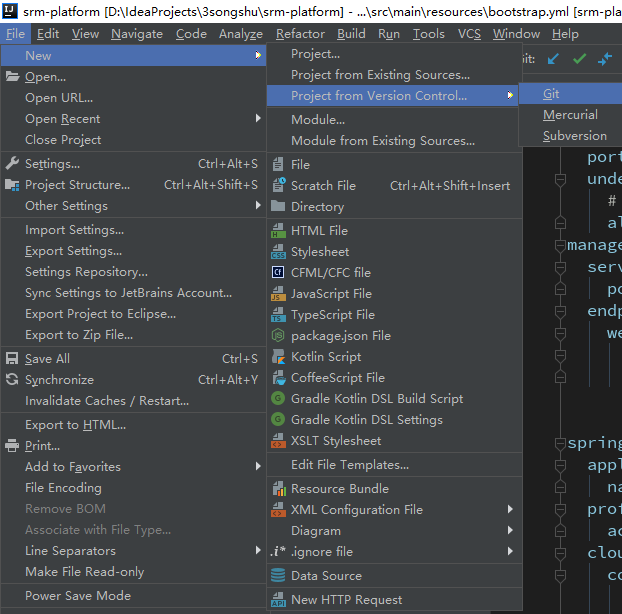 srm-platform [D:\IdeaProjects\3songshu\srm-platform] - ...\src\main\resources\bootstrap.yml [srm-pla
File Edit View Navigate Code Analyze Refactor Build Run Tools VCS Window Help
New
Open...
Open URL...
Open Recent
Close Project
Settings... Ctrl+Alt+S
Project Structure... Ctrl+Alt+Shift+S
Other Settings
Import Settings...
Export Settings...
Settings Repository...
Sync Settings to JetBrains Account...
Export Project to Eclipse...
Export to Zip File...
Save All Ctrl+S
Synchronize Ctrl+Alt+Y
Invalidate Caches / Restart...
Export to HTML...
Print...
Add to Favorites
File Encoding
Remove BOM
Associate with File Type...
Line Separators
Make File Read-only
Power Save Mode
Project...
Project from Existing Sources...
Project from Version Control...
Module...
Module from Existing Sources...
File
Scratch File Ctrl+Alt+Shift+Insert
Directory
HTML File
Stylesheet
CFML/CFC file
JavaScript File
TypeScript File
package.json File
Kotlin Script
CoffeeScript File
Gradle Kotlin DSL Build Script
Gradle Kotlin DSL Settings
XSLT Stylesheet
Edit File Templates...
Resource Bundle
XML Configuration File
Diagram
.ignore file
Data Source
New HTTP Request
it:
Git
Mercurial
Subversion
port
unde
#
al
manage
serv
po
endp
we
spring
appl
na
prof
ac
clou
co